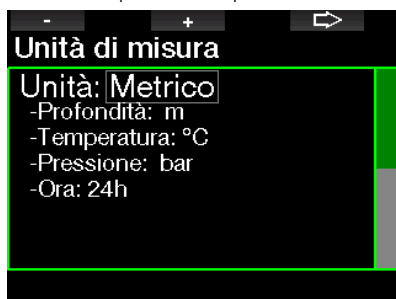 - +
Unità di misura
Unità: Metrico
-Profondità: m
-Temperatura: °C
-Pressione: bar
-Ora: 24h